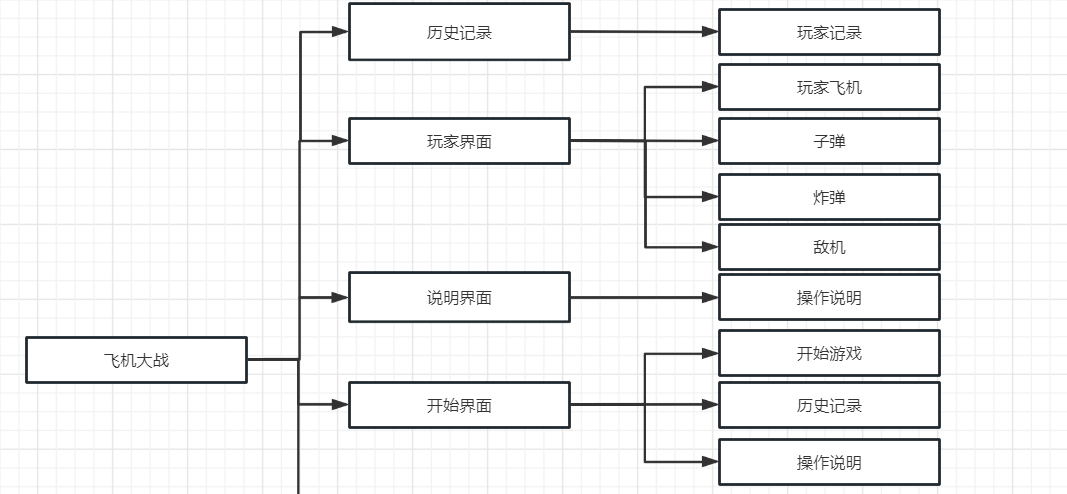 历史记录
玩家记录
玩家飞机
玩家界面
子弹
炸弹
敌机
说明界面
操作说明
飞机大战
开始游戏
开始界面
历史记录
操作说明